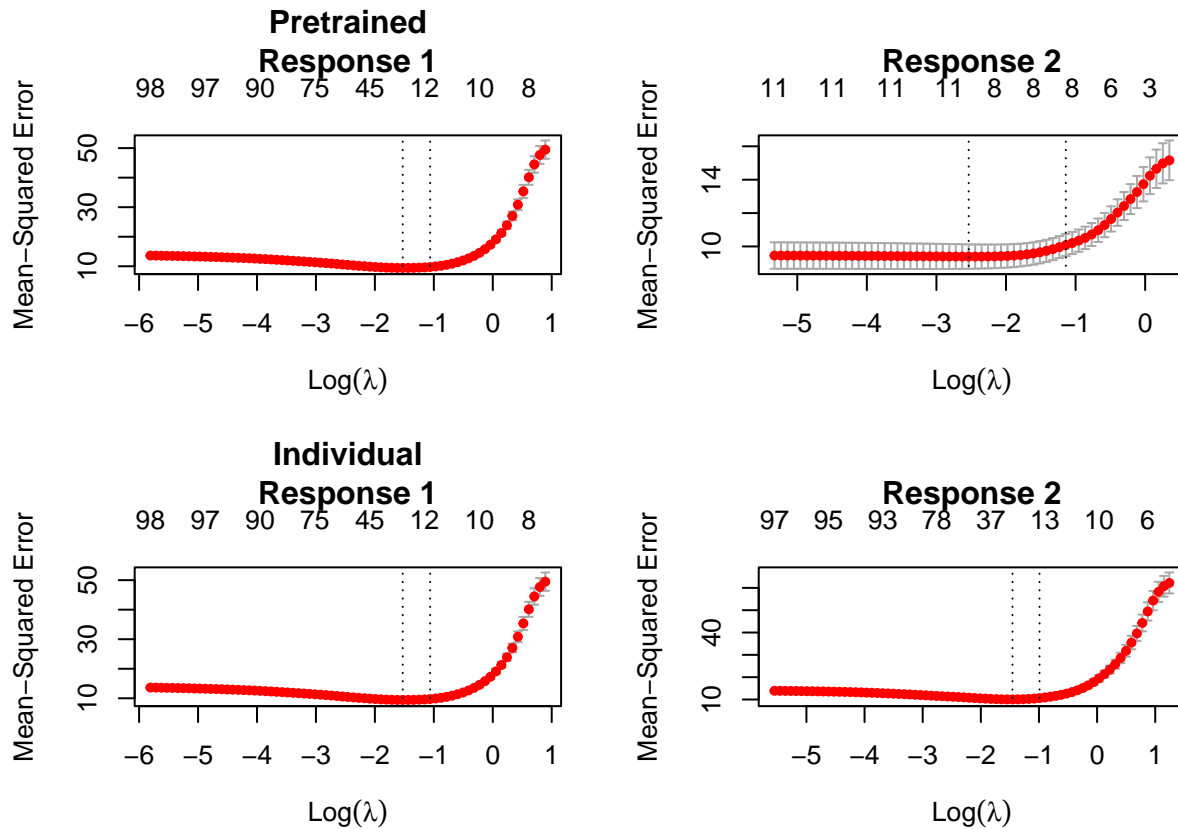 Pretrained
Response 1
98 97 90 75 45 12 10 8
Mean−Squared Error
10 30 50
−6 −5 −4 −3 −2 −1 0 1
Log(λ)
Response 2
11 11 11 11 8 8 8 6 3
Mean−Squared Error
10 14
−5 −4 −3 −2 −1 0
Log(λ)
Individual
Response 1
98 97 90 75 45 12 10 8
Mean−Squared Error
10 30 50
−6 −5 −4 −3 −2 −1 0 1
Log(λ)
Response 2
97 95 93 78 37 13 10 6
Mean−Squared Error
10 40
−5 −4 −3 −2 −1 0 1
Log(λ)